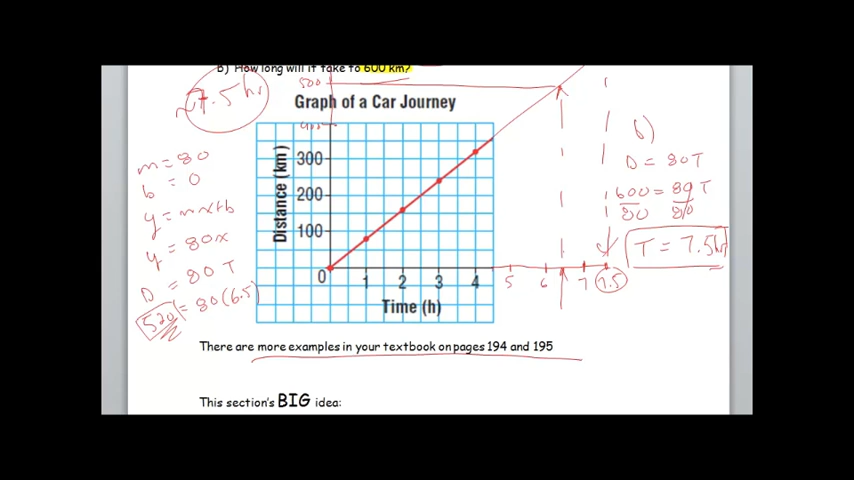 b) How long will it take to 600 km?
~7.5 hr
500
400
Graph of a Car Journey
Distance (km)
300
200
100
0
1 2 3 4 5 6 7 7.5
Time (h)
m = 80
b = 0
y = mx+b
y = 80x
D = 80T
520 = 80(6.5)
b)
D = 80T
600 = 80T
80 80
T = 7.5hr
There are more examples in your textbook on pages 194 and 195
This section's BIG idea: